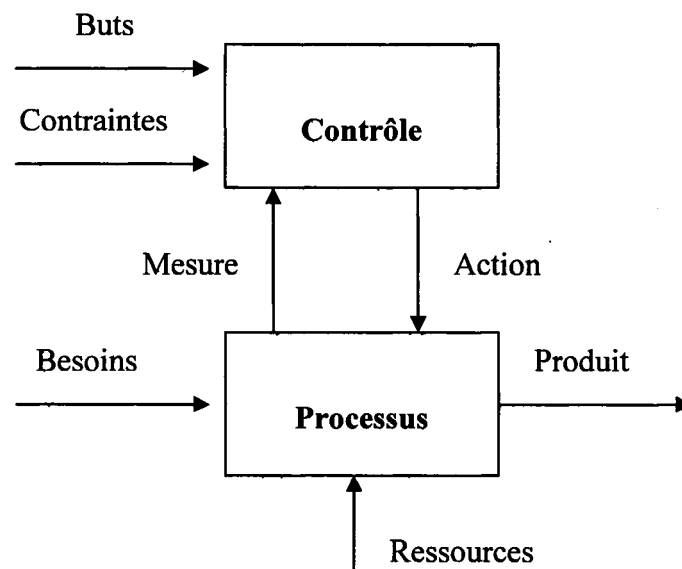 Buts
Contraintes
Contrôle
Mesure
Action
Besoins
Produit
Processus
Ressources